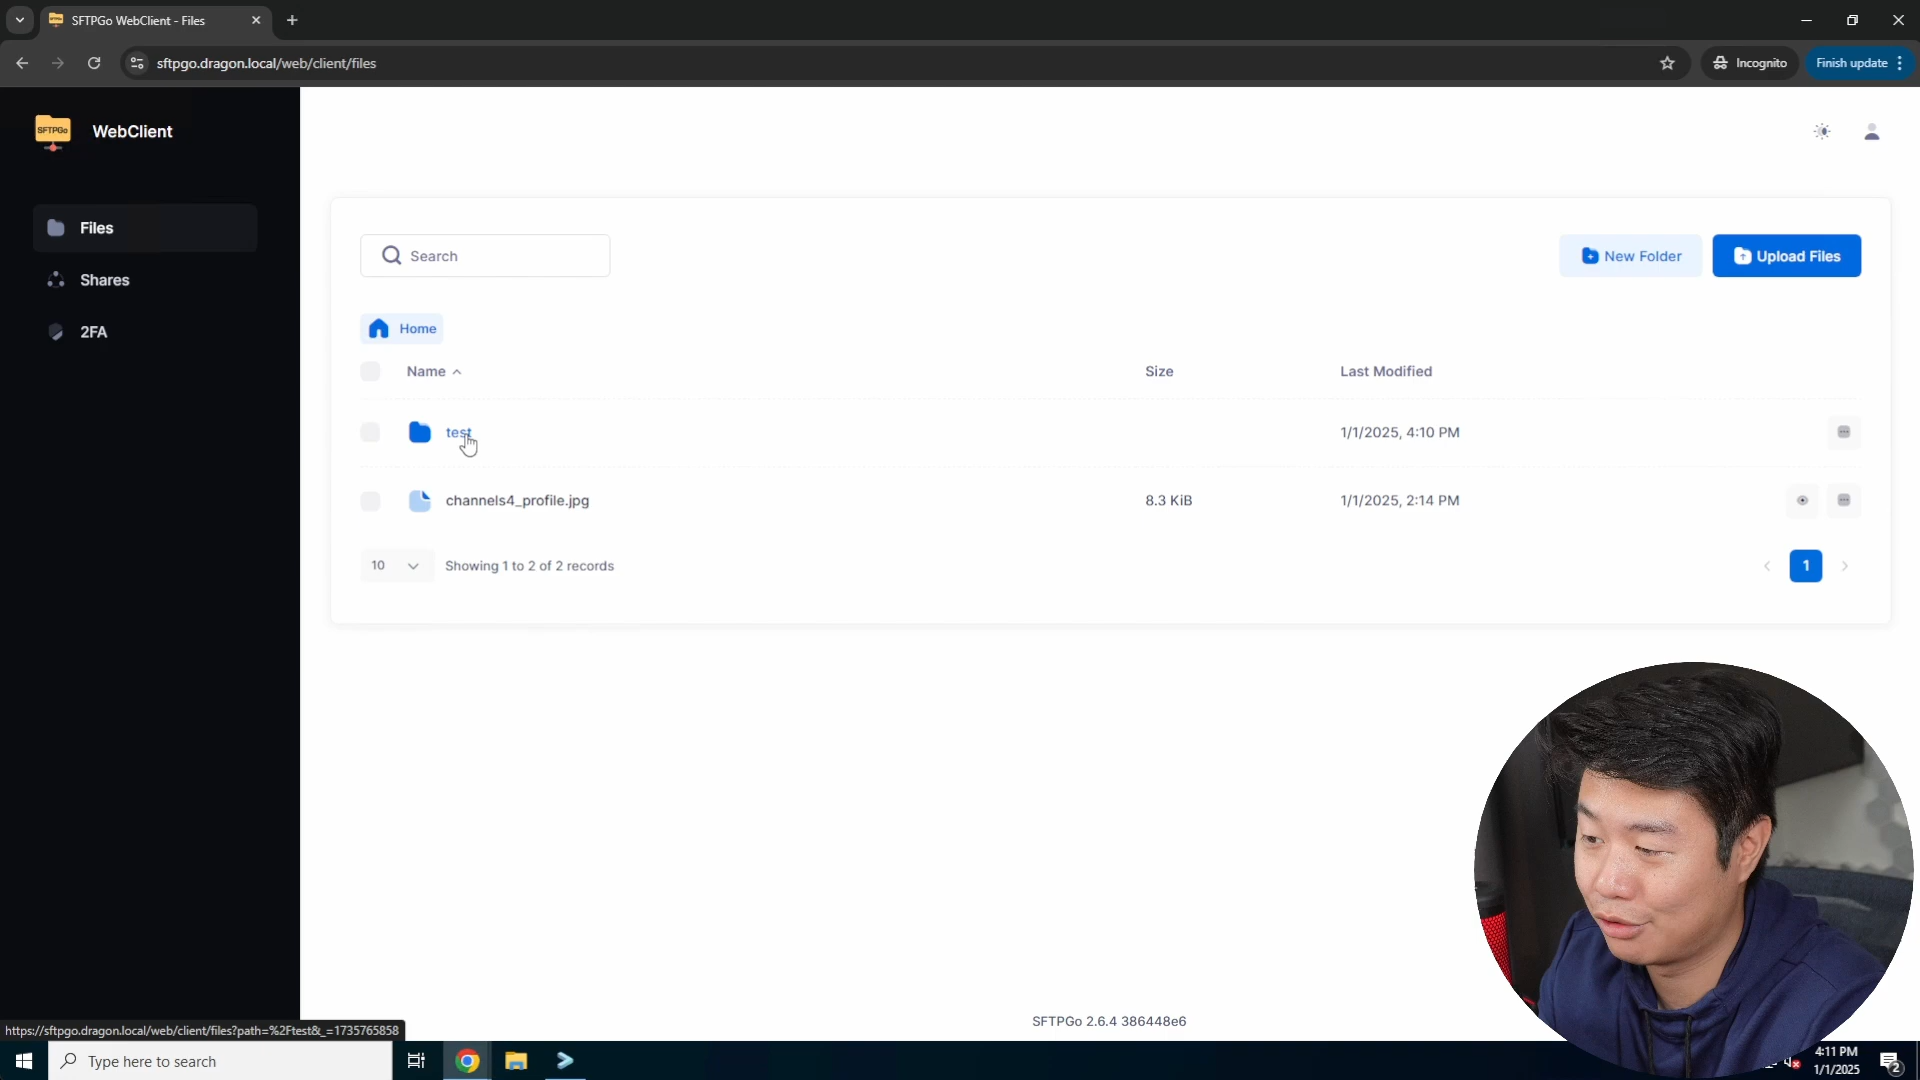 SFTPGo WebClient - Files
sftpgo.dragon.local/web/client/files
Incognito
Finish update
SFTPGo
WebClient
Files
Shares
2FA
Search
New Folder
Upload Files
Home
Name
Size
Last Modified
test
1/1/2025, 4:10 PM
channels4_profile.jpg
8.3 KiB
1/1/2025, 2:14 PM
10
Showing 1 to 2 of 2 records
1
SFTPGo 2.6.4 386448e6
https://sftpgo.dragon.local/web/client/files?path=%2Ftest&_=1735765858
Type here to search
4:11 PM
1/1/2025
2